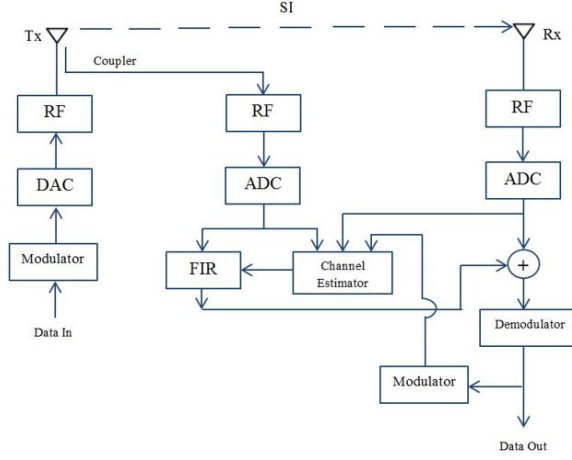 SI
Tx
Rx
Coupler
RF
RF
RF
DAC
ADC
ADC
Modulator
FIR
Channel
Estimator
+
Data In
Demodulator
Modulator
Data Out